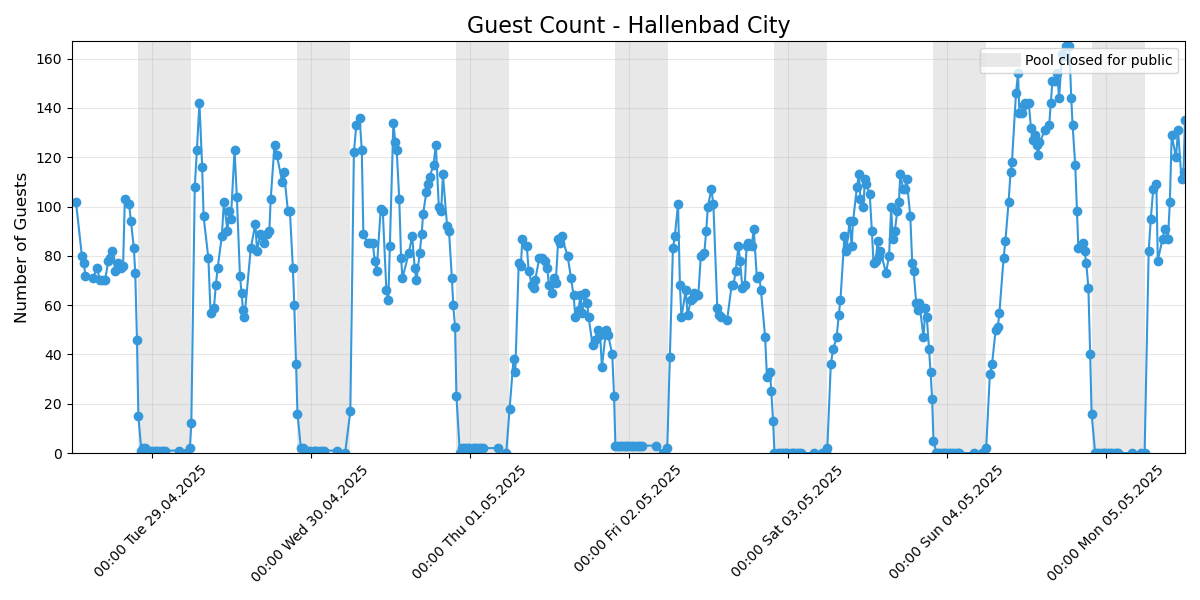 Guest Count - Hallenbad City
Pool closed for public
Number of Guests
160
140
120
100
80
60
40
20
0
00:00 Tue 29.04.2025
00:00 Wed 30.04.2025
00:00 Thu 01.05.2025
00:00 Fri 02.05.2025
00:00 Sat 03.05.2025
00:00 Sun 04.05.2025
00:00 Mon 05.05.2025